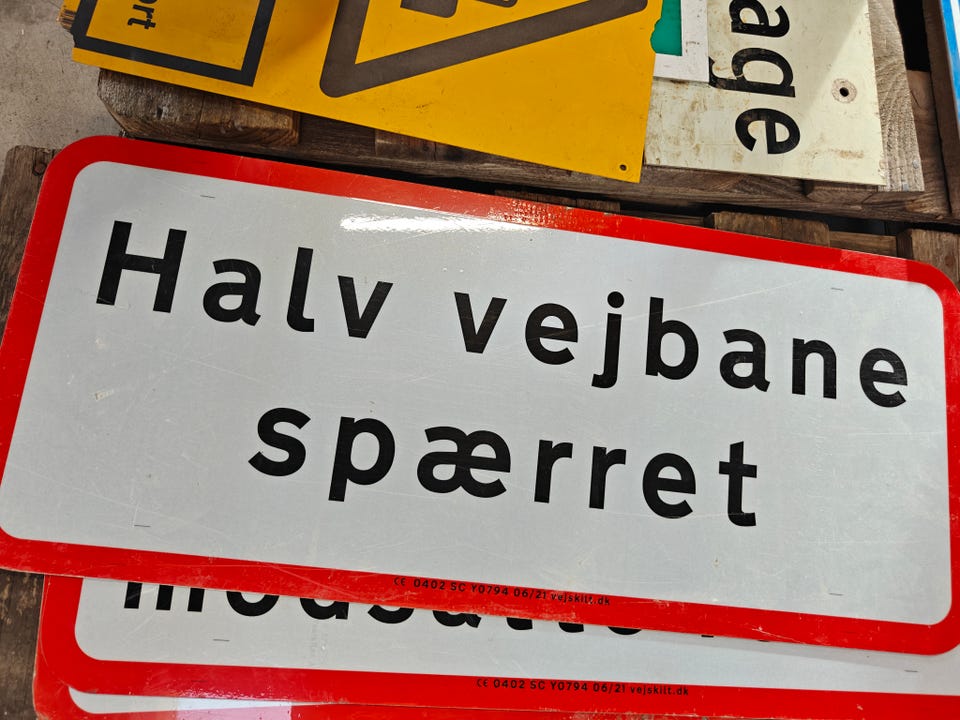 ort
age
Halv vejbane
spærret
CE 0402 SC Y0794 06/21 vejskilt.dk
CE 0402 SC Y0794 06/21 vejskilt.dk